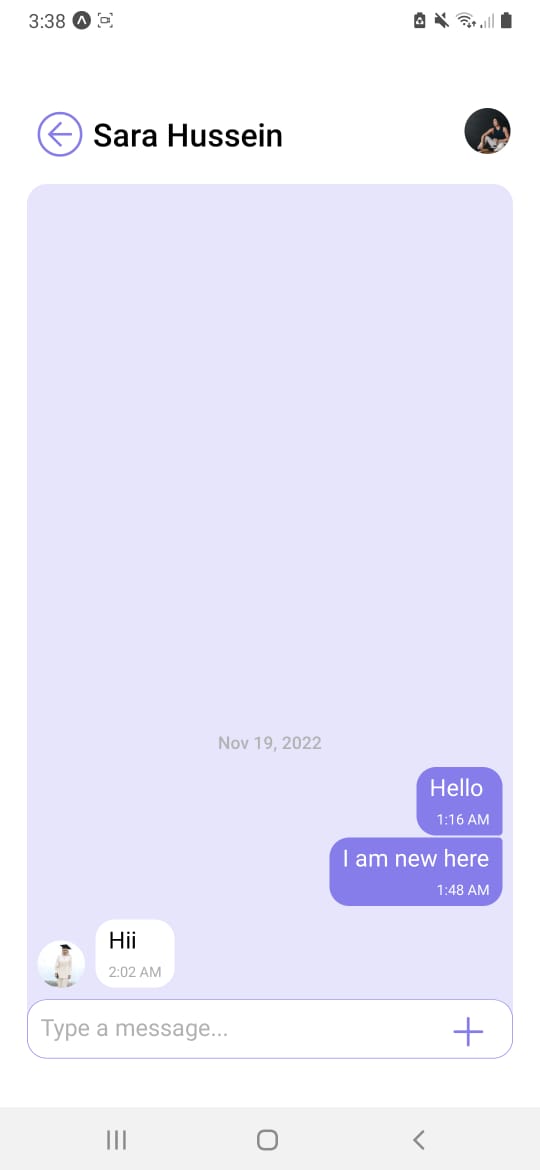 3:38
Sara Hussein
Nov 19, 2022
Hello
1:16 AM
I am new here
1:48 AM
Hii
2:02 AM
Type a message...